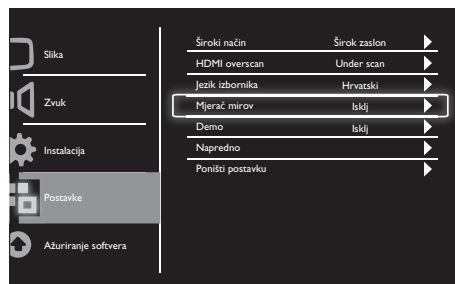 Slika
Zvuk
Instalacija
Postavke
Ažuriranje softvera
Široki način Širok zaslon
HDMI overscan Under scan
Jezik izbornika Hrvatski
Mjerač mirov Isklj
Demo Isklj
Napredno
Poništi postavku